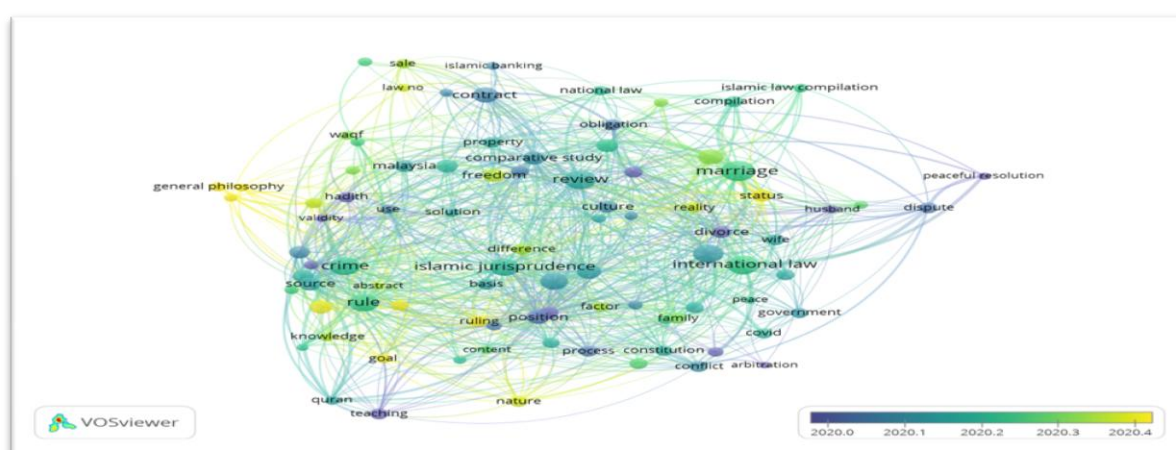 sale
islamic banking
law no
contract
national law
islamic law compilation
compilation
obligation
waqf
property
comparative study
malaysia
freedom
review
marriage
peaceful resolution
general philosophy
hadith
status
validity
use
solution
culture
reality
husband
dispute
divorce
wife
difference
crime
islamic jurisprudence
international law
source
abstract
basis
rule
factor
peace
ruling
position
family
government
knowledge
covid
goal
content
process
constitution
conflict
arbitration
quran
teaching
nature
VOSviewer
2020.0 2020.1 2020.2 2020.3 2020.4